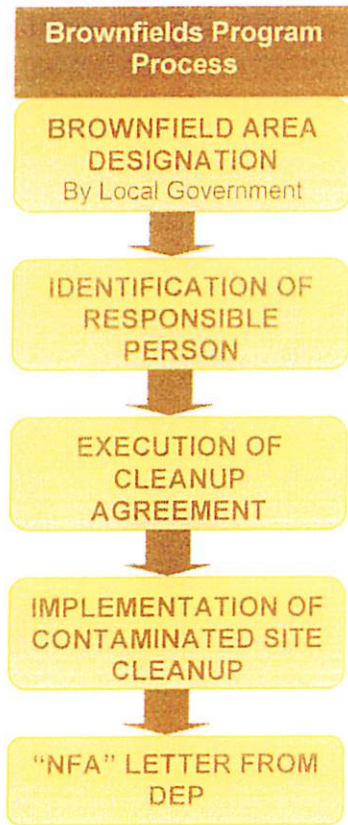 Brownfields Program
Process
BROWNFIELD AREA
DESIGNATION
By Local Government
IDENTIFICATION OF
RESPONSIBLE
PERSON
EXECUTION OF
CLEANUP
AGREEMENT
IMPLEMENTATION OF
CONTAMINATED SITE
CLEANUP
"NFA" LETTER FROM
DEP